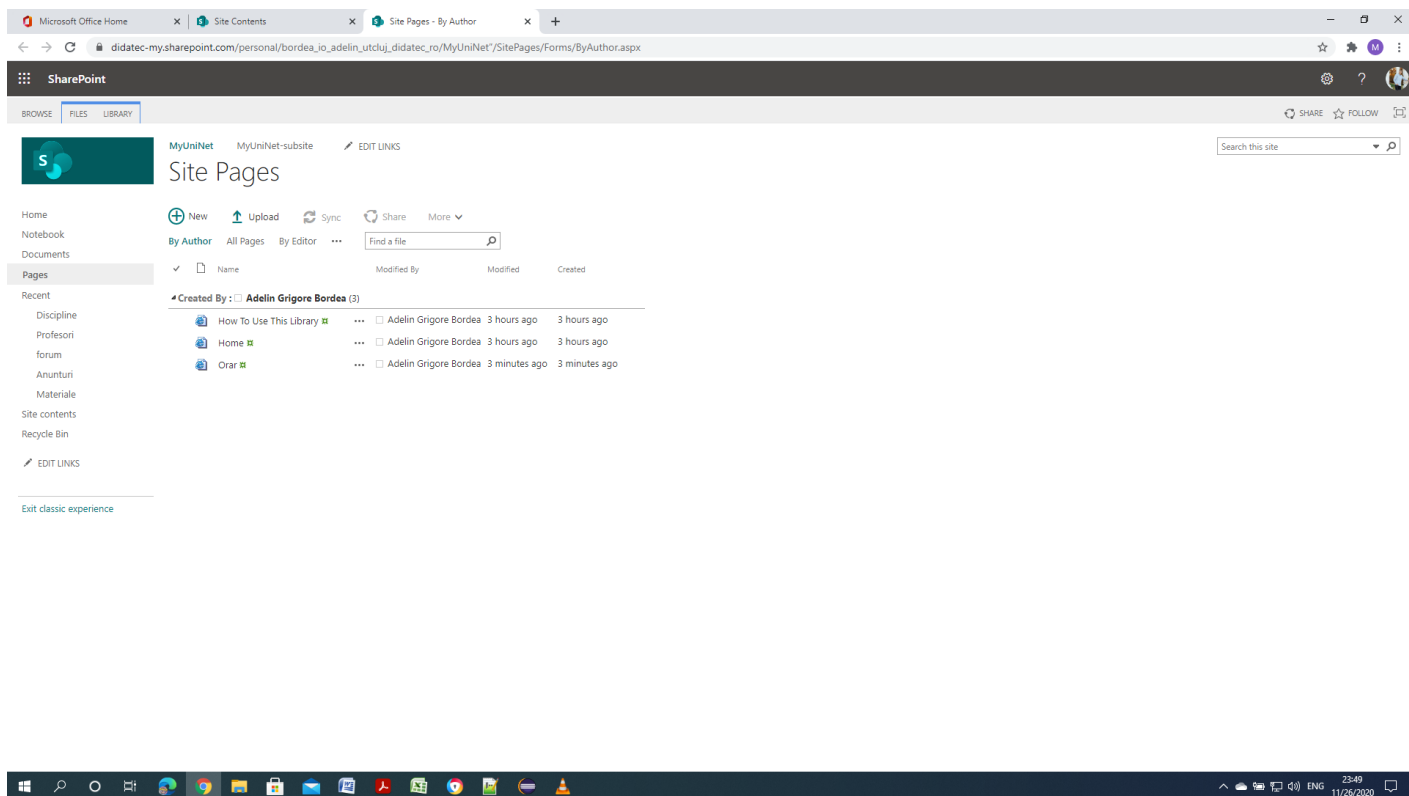 Microsoft Office Home Site Contents Site Pages - By Author
didatec-my.sharepoint.com/personal/bordea_io_adelin_utcluj_didatec_ro/MyUniNet"/SitePages/Forms/ByAuthor.aspx M
SharePoint ?
BROWSE FILES LIBRARY SHARE FOLLOW
S
MyUniNet MyUniNet-subsite EDIT LINKS Search this site
Site Pages
Home
Notebook
Documents
Pages
Recent
Discipline
Profesori
forum
Anunturi
Materiale
Site contents
Recycle Bin
EDIT LINKS
Exit classic experience
New Upload Sync Share More
By Author All Pages By Editor ... Find a file
Name Modified By Modified Created
Created By : Adelin Grigore Bordea (3)
How To Use This Library ... Adelin Grigore Bordea 3 hours ago 3 hours ago
Home ... Adelin Grigore Bordea 3 hours ago 3 hours ago
Orar ... Adelin Grigore Bordea 3 minutes ago 3 minutes ago
ENG 23:49
11/26/2020